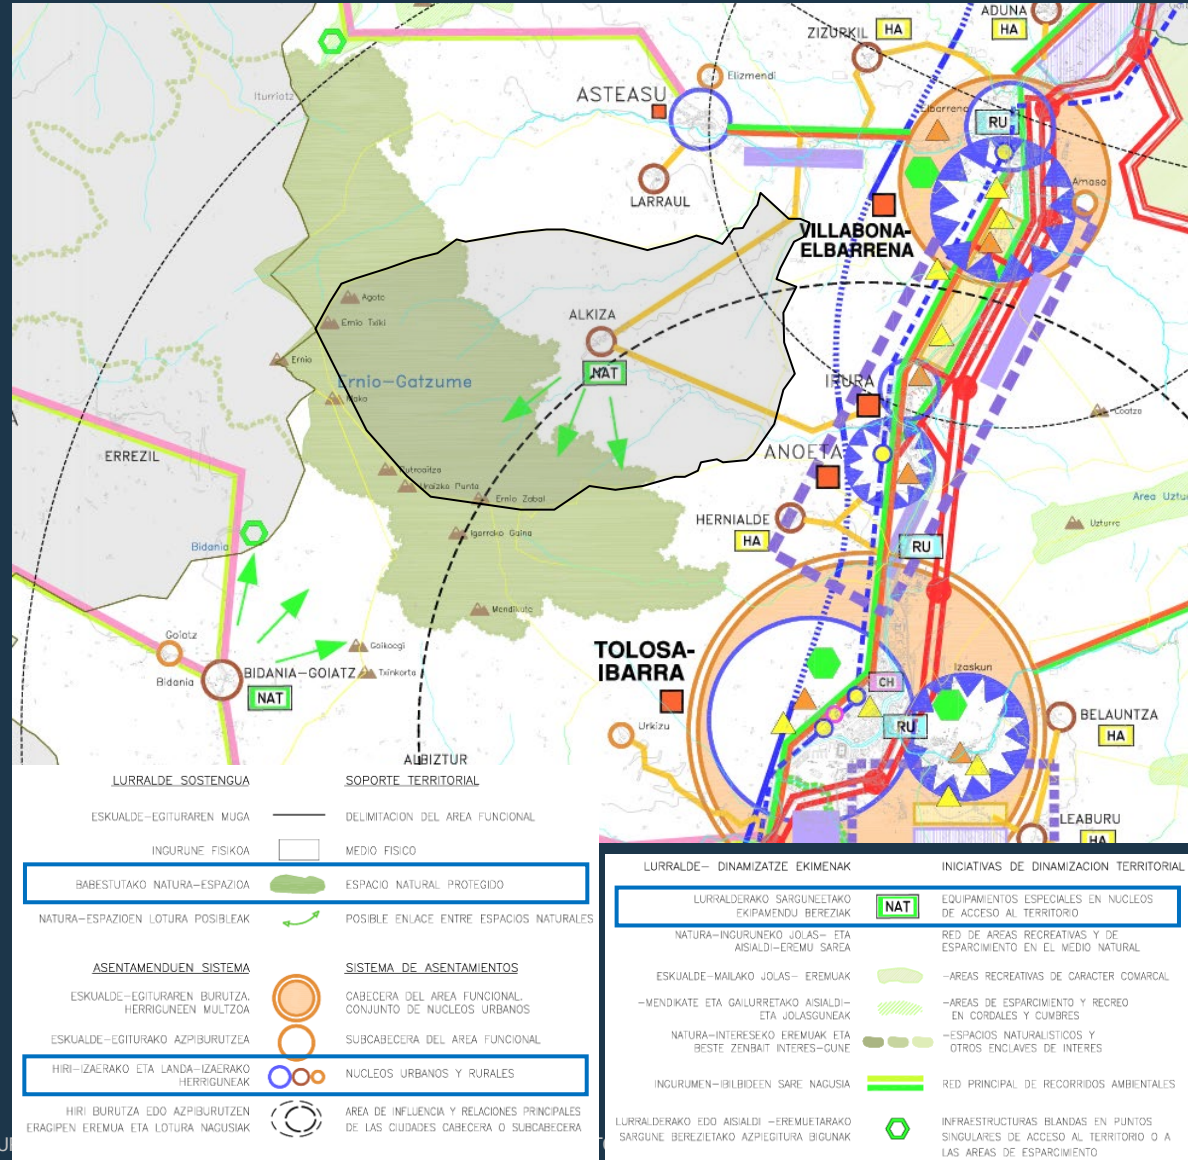 ADUNA
HA
HA
ZIZURKIL
Elizmendi
Iturriotz
ASTEASU
Elbarrena
RU
Amasa
LARRAUL
VILLABONA-
ELBARRENA
Agote
ALKIZA
Ernio Txiki
Ernio
NAT
Ernio-Gatzume
IRURA
ERREZIL
ANOETA
Ernio Zabal
HERNIALDE
Uzturre
Igarrako Gaina
HA
RU
Bidania
Mendikute
Goiatz
TOLOSA-
IBARRA
Izaskun
Bidania
BIDANIA-GOIATZ
Txinkorta
CH
NAT
BELAUNTZA
Urkizu
RU
HA
ALBIZTUR
LEABURU
HA
LURRALDE SOSTENGUA
SOPORTE TERRITORIAL
ESKUALDE-EGITURAREN MUGA
DELIMITACION DEL AREA FUNCIONAL
INGURUNE FISIKOA
MEDIO FISICO
BABESTUTAKO NATURA-ESPAZIOA
ESPACIO NATURAL PROTEGIDO
NATURA-ESPAZIOEN LOTURA POSIBLEAK
POSIBLE ENLACE ENTRE ESPACIOS NATURALES
ASENTAMENDUEN SISTEMA
SISTEMA DE ASENTAMIENTOS
ESKUALDE-EGITURAREN BURUTZA.
HERRIGUNEEN MULTZOA
CABECERA DEL AREA FUNCIONAL.
CONJUNTO DE NUCLEOS URBANOS
ESKUALDE-EGITURAKO AZPIBURUTZEA
SUBCABECERA DEL AREA FUNCIONAL
HIRI-IZAERAKO ETA LANDA-IZAERAKO
HERRIGUNEAK
NUCLEOS URBANOS Y RURALES
HIRI BURUTZA EDO AZPIBURUTZEN
ERAGIPEN EREMUA ETA LOTURA NAGUSIAK
AREA DE INFLUENCIA Y RELACIONES PRINCIPALES
DE LAS CIUDADES CABECERA O SUBCABECERA
LURRALDE- DINAMIZATZE EKIMENAK
INICIATIVAS DE DINAMIZACION TERRITORIAL
LURRALDERAKO SARGUNEETAKO
EKIPAMENDU BEREZIAK
NAT
EQUIPAMIENTOS ESPECIALES EN NUCLEOS
DE ACCESO AL TERRITORIO
NATURA-INGURUNEKO JOLAS- ETA
AISIALDI-EREMU SAREA
RED DE AREAS RECREATIVAS Y DE
ESPARCIMIENTO EN EL MEDIO NATURAL
ESKUALDE-MAILAKO JOLAS- EREMUAK
-AREAS RECREATIVAS DE CARACTER COMARCAL
-MENDIKATE ETA GAILURRETAKO AISIALDI-
ETA JOLASGUNEAK
-AREAS DE ESPARCIMIENTO Y RECREO
EN CORDALES Y CUMBRES
NATURA-INTERESEKO EREMUAK ETA
BESTE ZENBAIT INTERES-GUNE
-ESPACIOS NATURALISTICOS Y
OTROS ENCLAVES DE INTERES
INGURUMEN-IBILBIDEEN SARE NAGUSIA
RED PRINCIPAL DE RECORRIDOS AMBIENTALES
LURRALDERAKO EDO AISIALDI -EREMUETARAKO
SARGUNE BEREZIETAKO AZPIEGITURA BIGUNAK
INFRAESTRUCTURAS BLANDAS EN PUNTOS
SINGULARES DE ACCESO AL TERRITORIO O A
LAS AREAS DE ESPARCIMIENTO